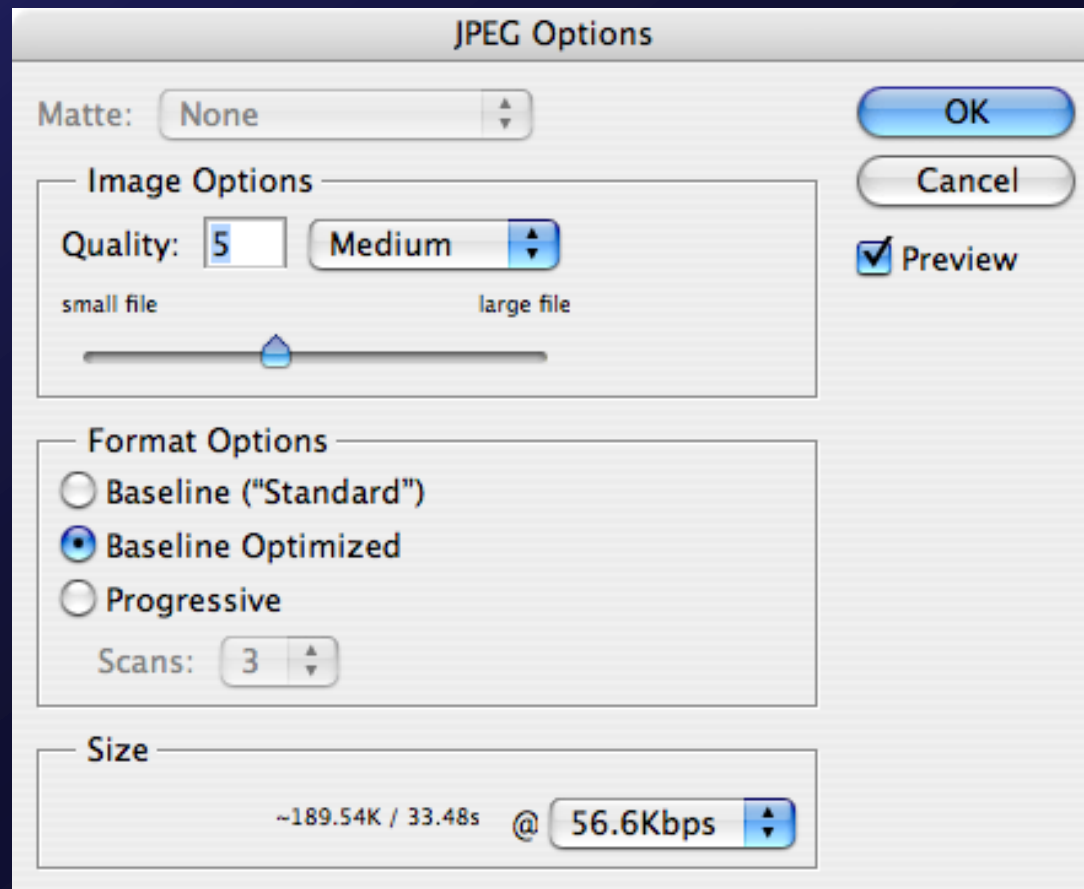 JPEG Options
Matte: None
OK
Image Options
Cancel
Quality: 5 Medium
Preview
small file large file
Format Options
Baseline (“Standard”)
Baseline Optimized
Progressive
Scans: 3
Size
~189.54K / 33.48s @ 56.6Kbps